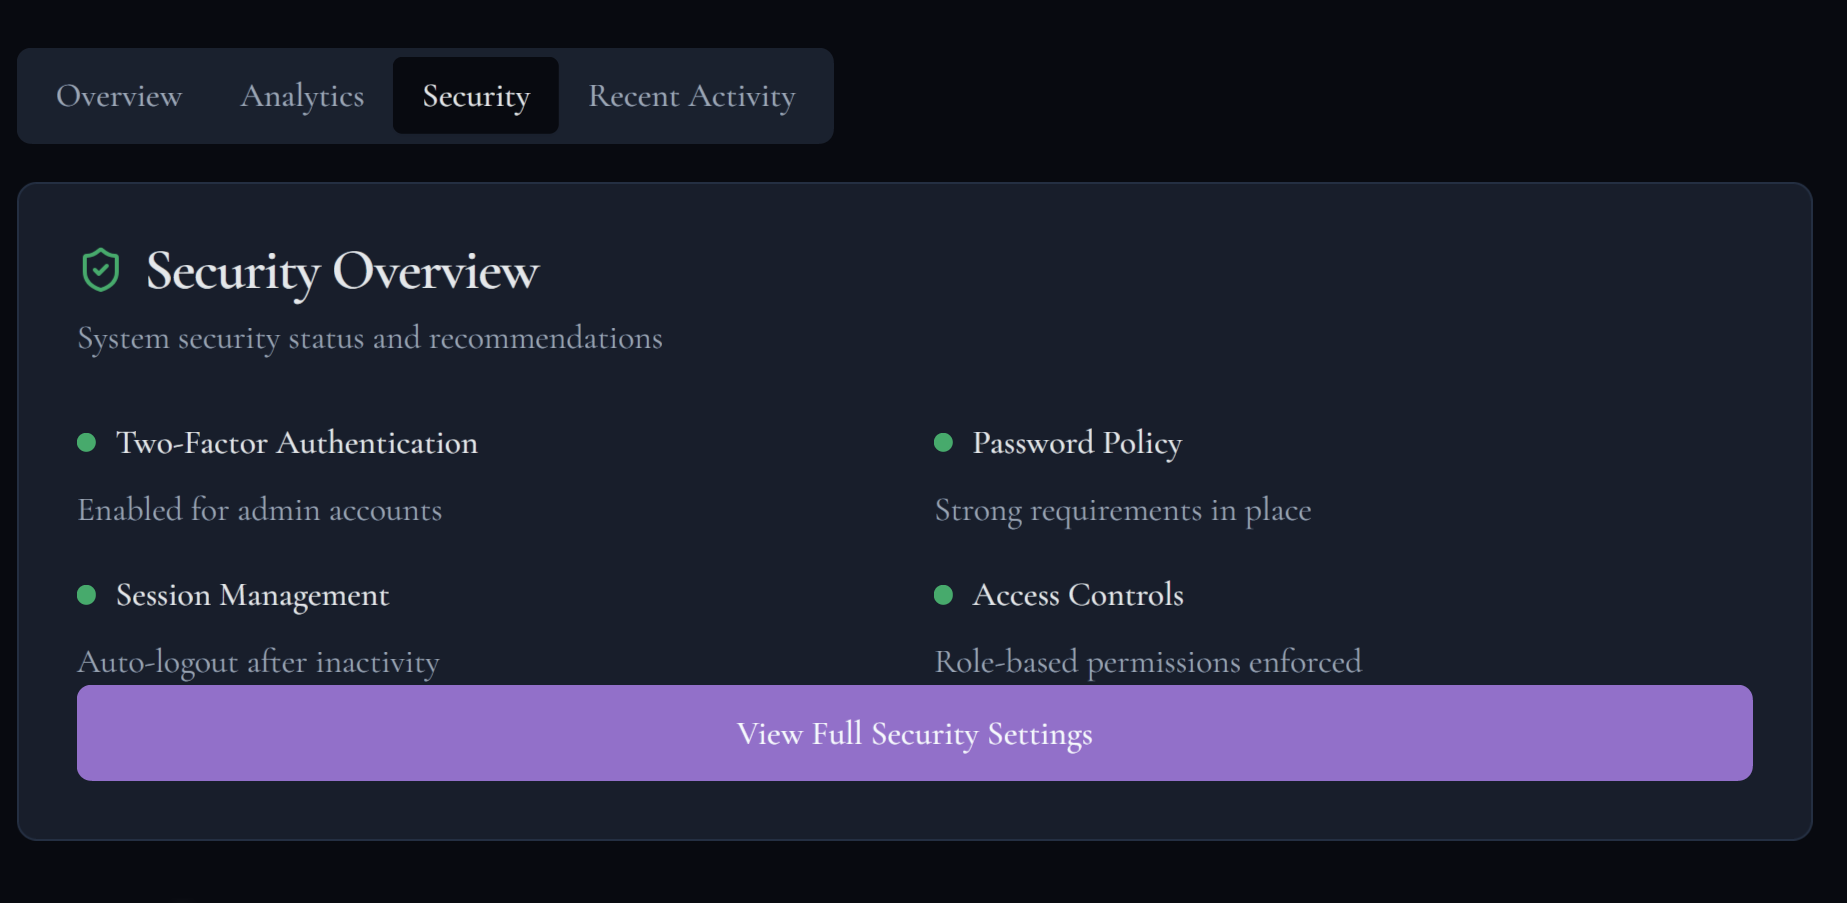 Overview Analytics Security Recent Activity
Security Overview
System security status and recommendations
Two-Factor Authentication
Enabled for admin accounts
Password Policy
Strong requirements in place
Session Management
Auto-logout after inactivity
Access Controls
Role-based permissions enforced
View Full Security Settings